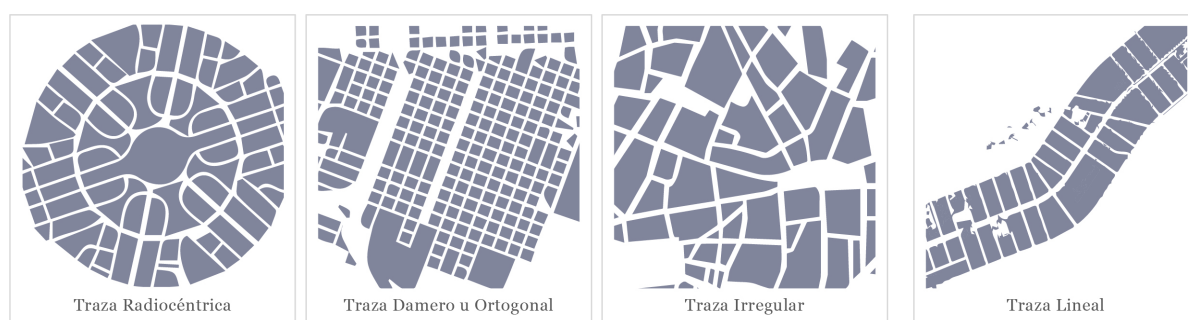 Traza Radiocéntrica
Traza Damero u Ortogonal
Traza Irregular
Traza Lineal